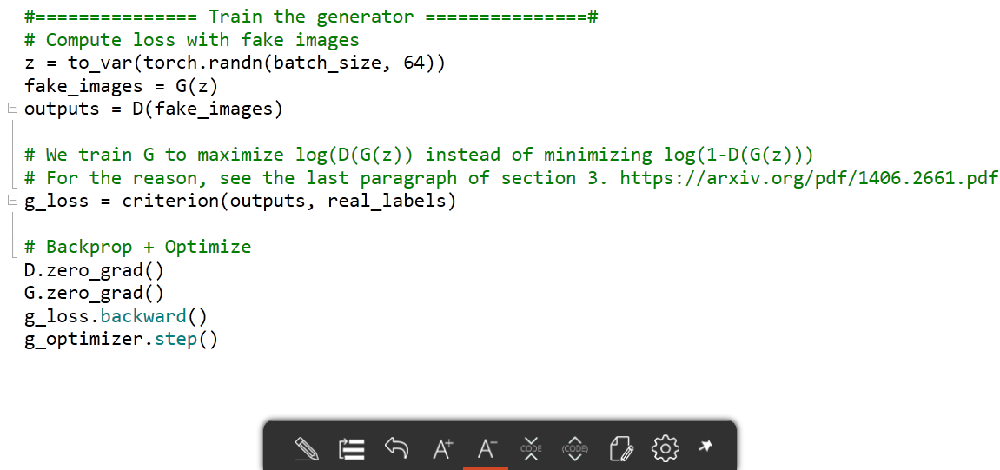 #=============== Train the generator ===============#
# Compute loss with fake images
z = to_var(torch.randn(batch_size, 64))
fake_images = G(z)
outputs = D(fake_images)
# We train G to maximize log(D(G(z)) instead of minimizing log(1-D(G(z)))
# For the reason, see the last paragraph of section 3. https://arxiv.org/pdf/1406.2661.pdf
g_loss = criterion(outputs, real_labels)
# Backprop + Optimize
D.zero_grad()
G.zero_grad()
g_loss.backward()
g_optimizer.step()
A+ A- CODE {CODE}